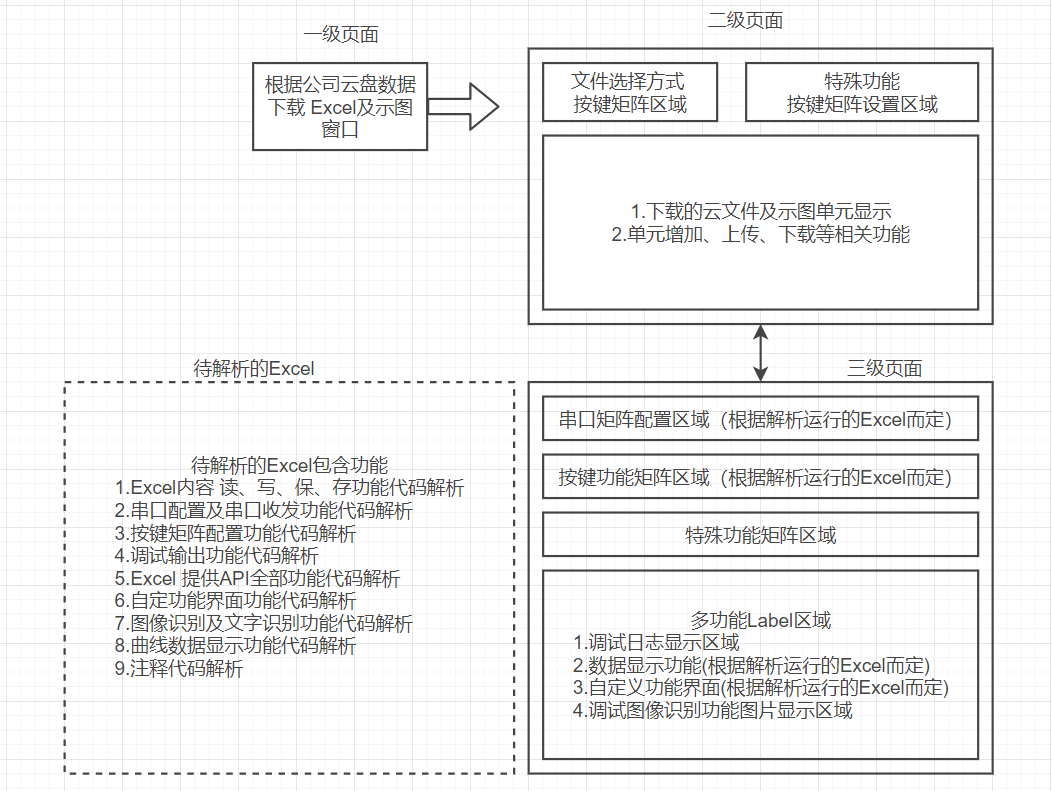 一级页面
根据公司云盘数据
下载 Excel及示图
窗口
二级页面
文件选择方式
按键矩阵区域
特殊功能
按键矩阵设置区域
1.下载的云文件及示图单元显示
2.单元增加、上传、下载等相关功能
待解析的Excel
待解析的Excel包含功能
1.Excel内容 读、写、保、存功能代码解析
2.串口配置及串口收发功能代码解析
3.按键矩阵配置功能代码解析
4.调试输出功能代码解析
5.Excel 提供API全部功能代码解析
6.自定功能界面功能代码解析
7.图像识别及文字识别功能代码解析
8.曲线数据显示功能代码解析
9.注释代码解析
三级页面
串口矩阵配置区域（根据解析运行的Excel而定）
按键功能矩阵区域（根据解析运行的Excel而定）
特殊功能矩阵区域
多功能Label区域
1.调试日志显示区域
2.数据显示功能(根据解析运行的Excel而定)
3.自定义功能界面(根据解析运行的Excel而定)
4.调试图像识别功能图片显示区域